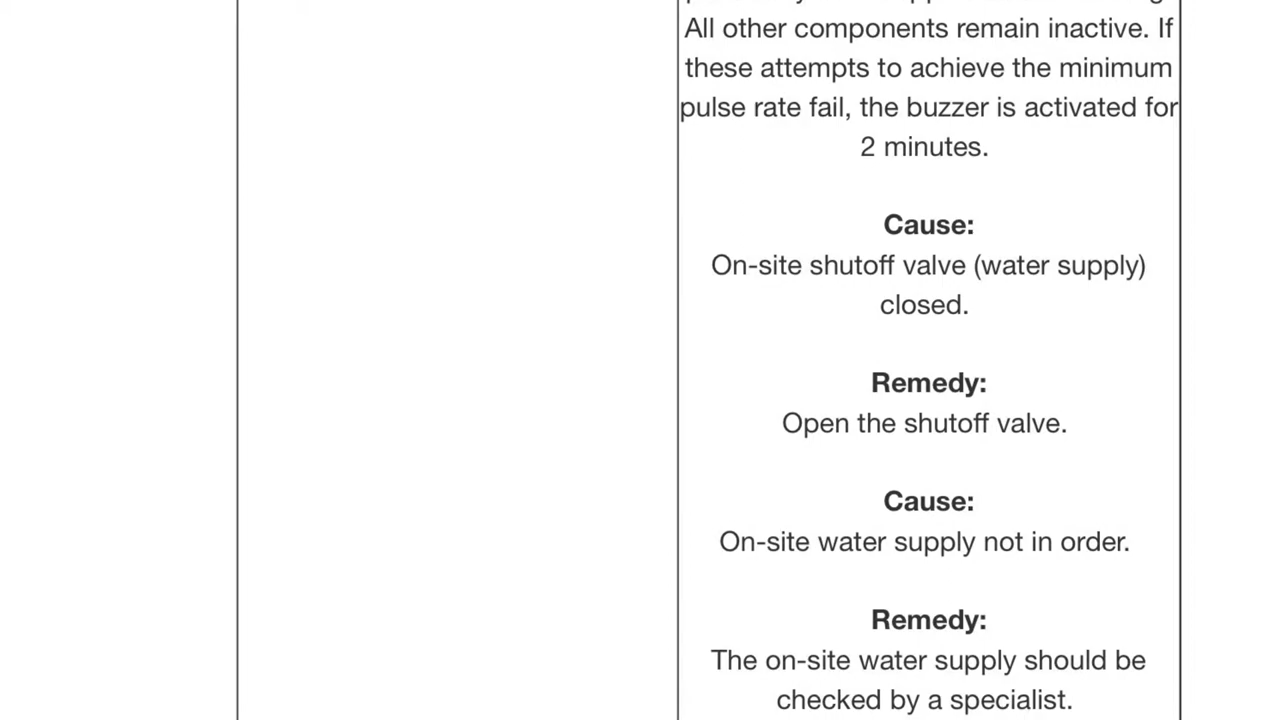 All other components remain inactive. If
these attempts to achieve the minimum
pulse rate fail, the buzzer is activated for
2 minutes.
Cause:
On-site shutoff valve (water supply)
closed.
Remedy:
Open the shutoff valve.
Cause:
On-site water supply not in order.
Remedy:
The on-site water supply should be
checked by a specialist.